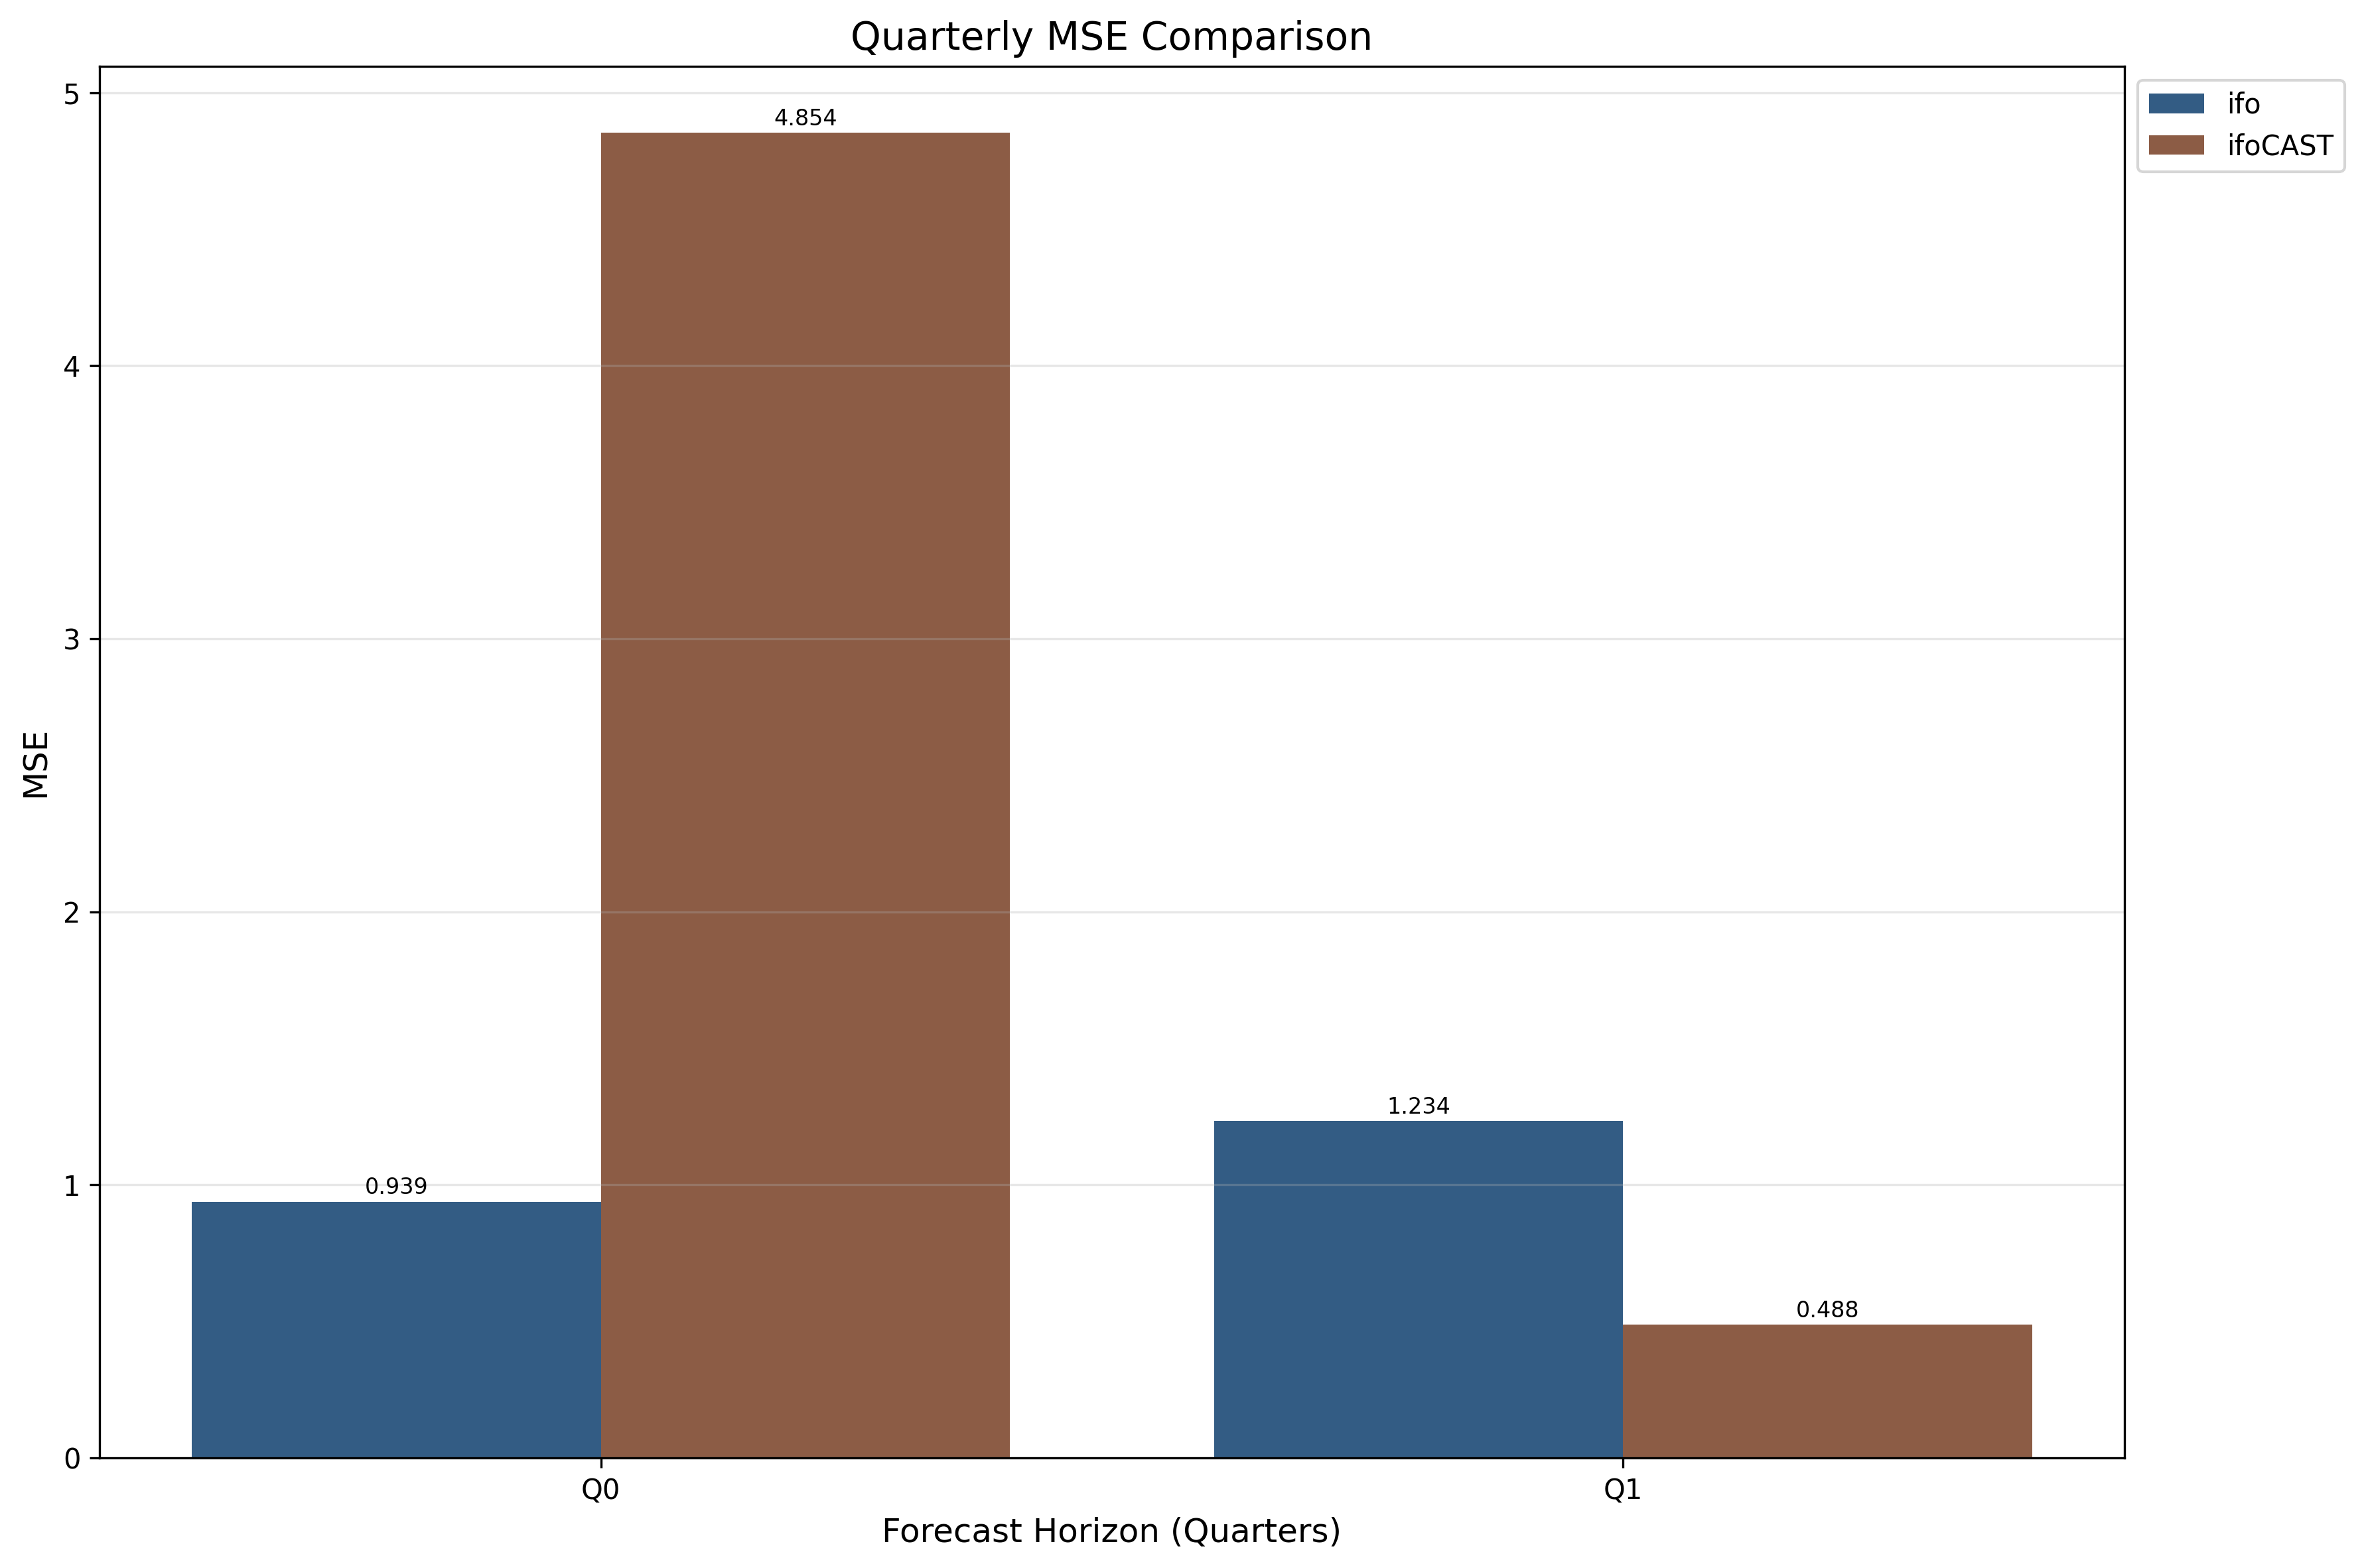 Quarterly MSE Comparison
5
4
3
2
1
0
MSE
4.854
0.939
1.234
0.488
Q0
Q1
Forecast Horizon (Quarters)
ifo
ifoCAST